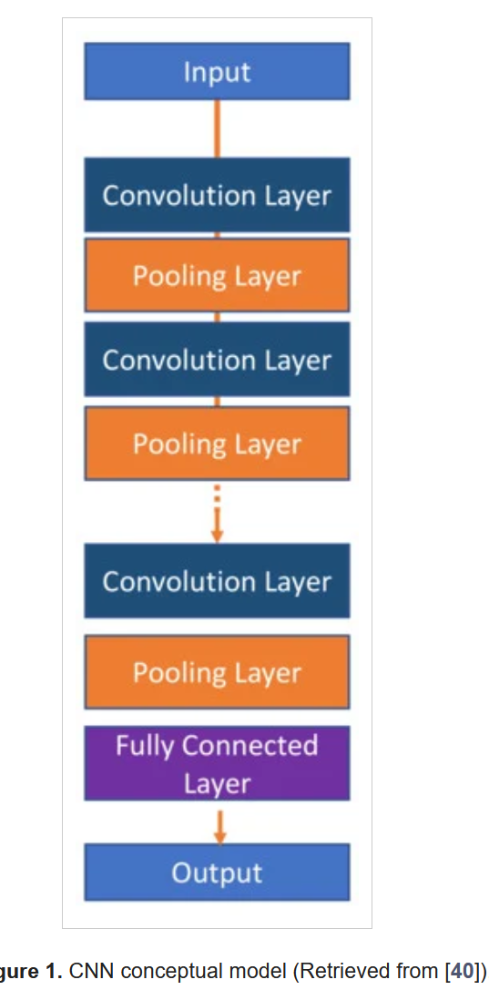 Input
Convolution Layer
Pooling Layer
Convolution Layer
Pooling Layer
Convolution Layer
Pooling Layer
Fully Connected
Layer
Output
gure 1. CNN conceptual model (Retrieved from [40])